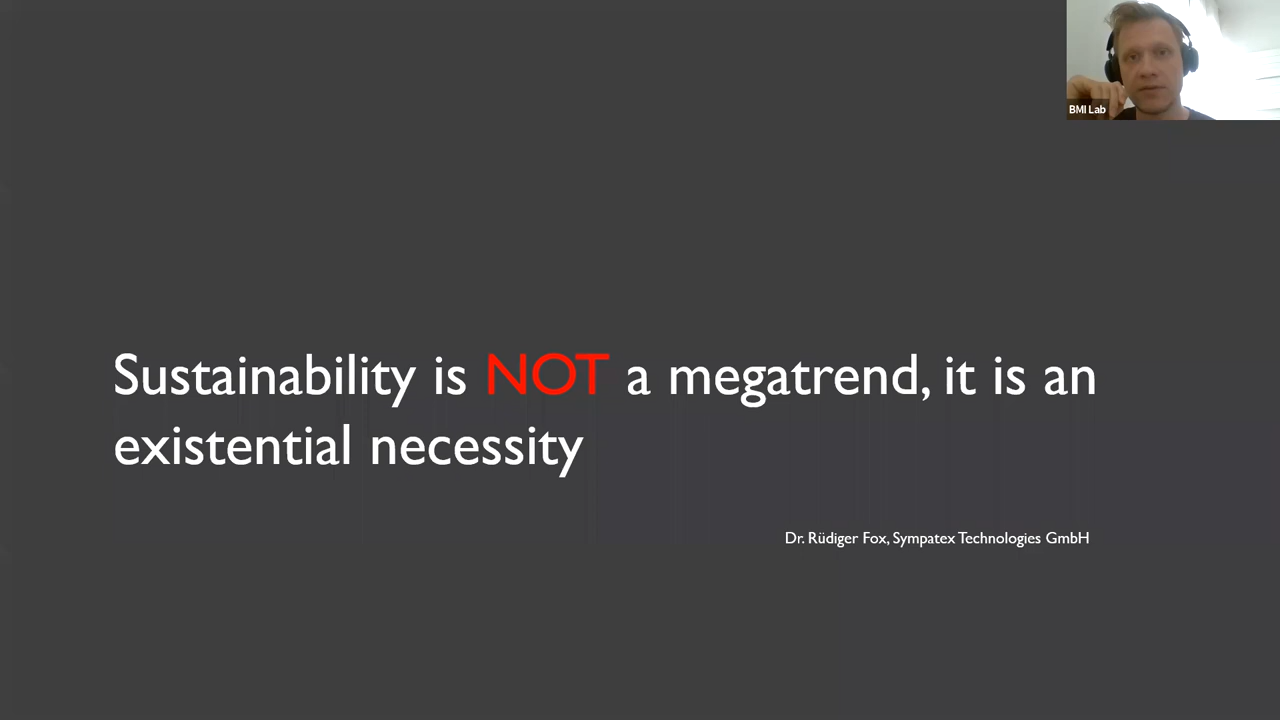 BMI Lab
Sustainability is NOT a megatrend, it is an
existential necessity
Dr. Rüdiger Fox, Sympatex Technologies GmbH